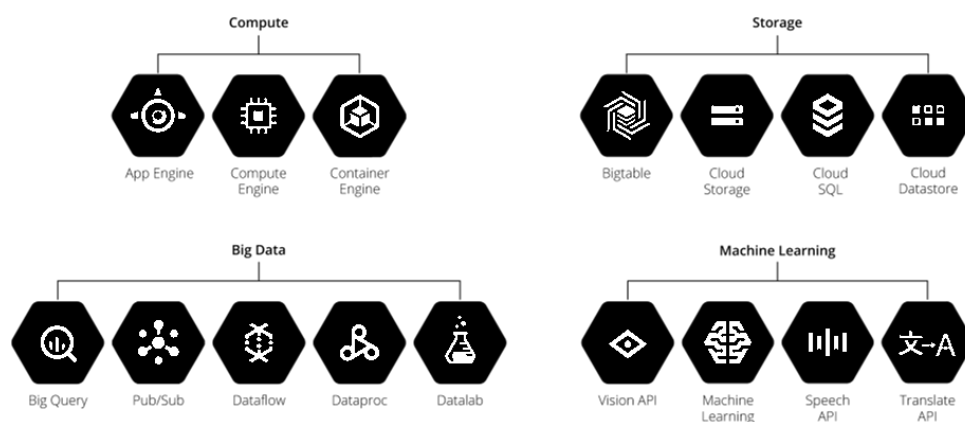 Compute
App Engine
Compute
Engine
Container
Engine
Storage
Bigtable
Cloud
Storage
Cloud
SQL
Cloud
Datastore
Big Data
Big Query
Pub/Sub
Dataflow
Dataproc
Datalab
Machine Learning
文→A
Vision API
Machine
Learning
Speech
API
Translate
API